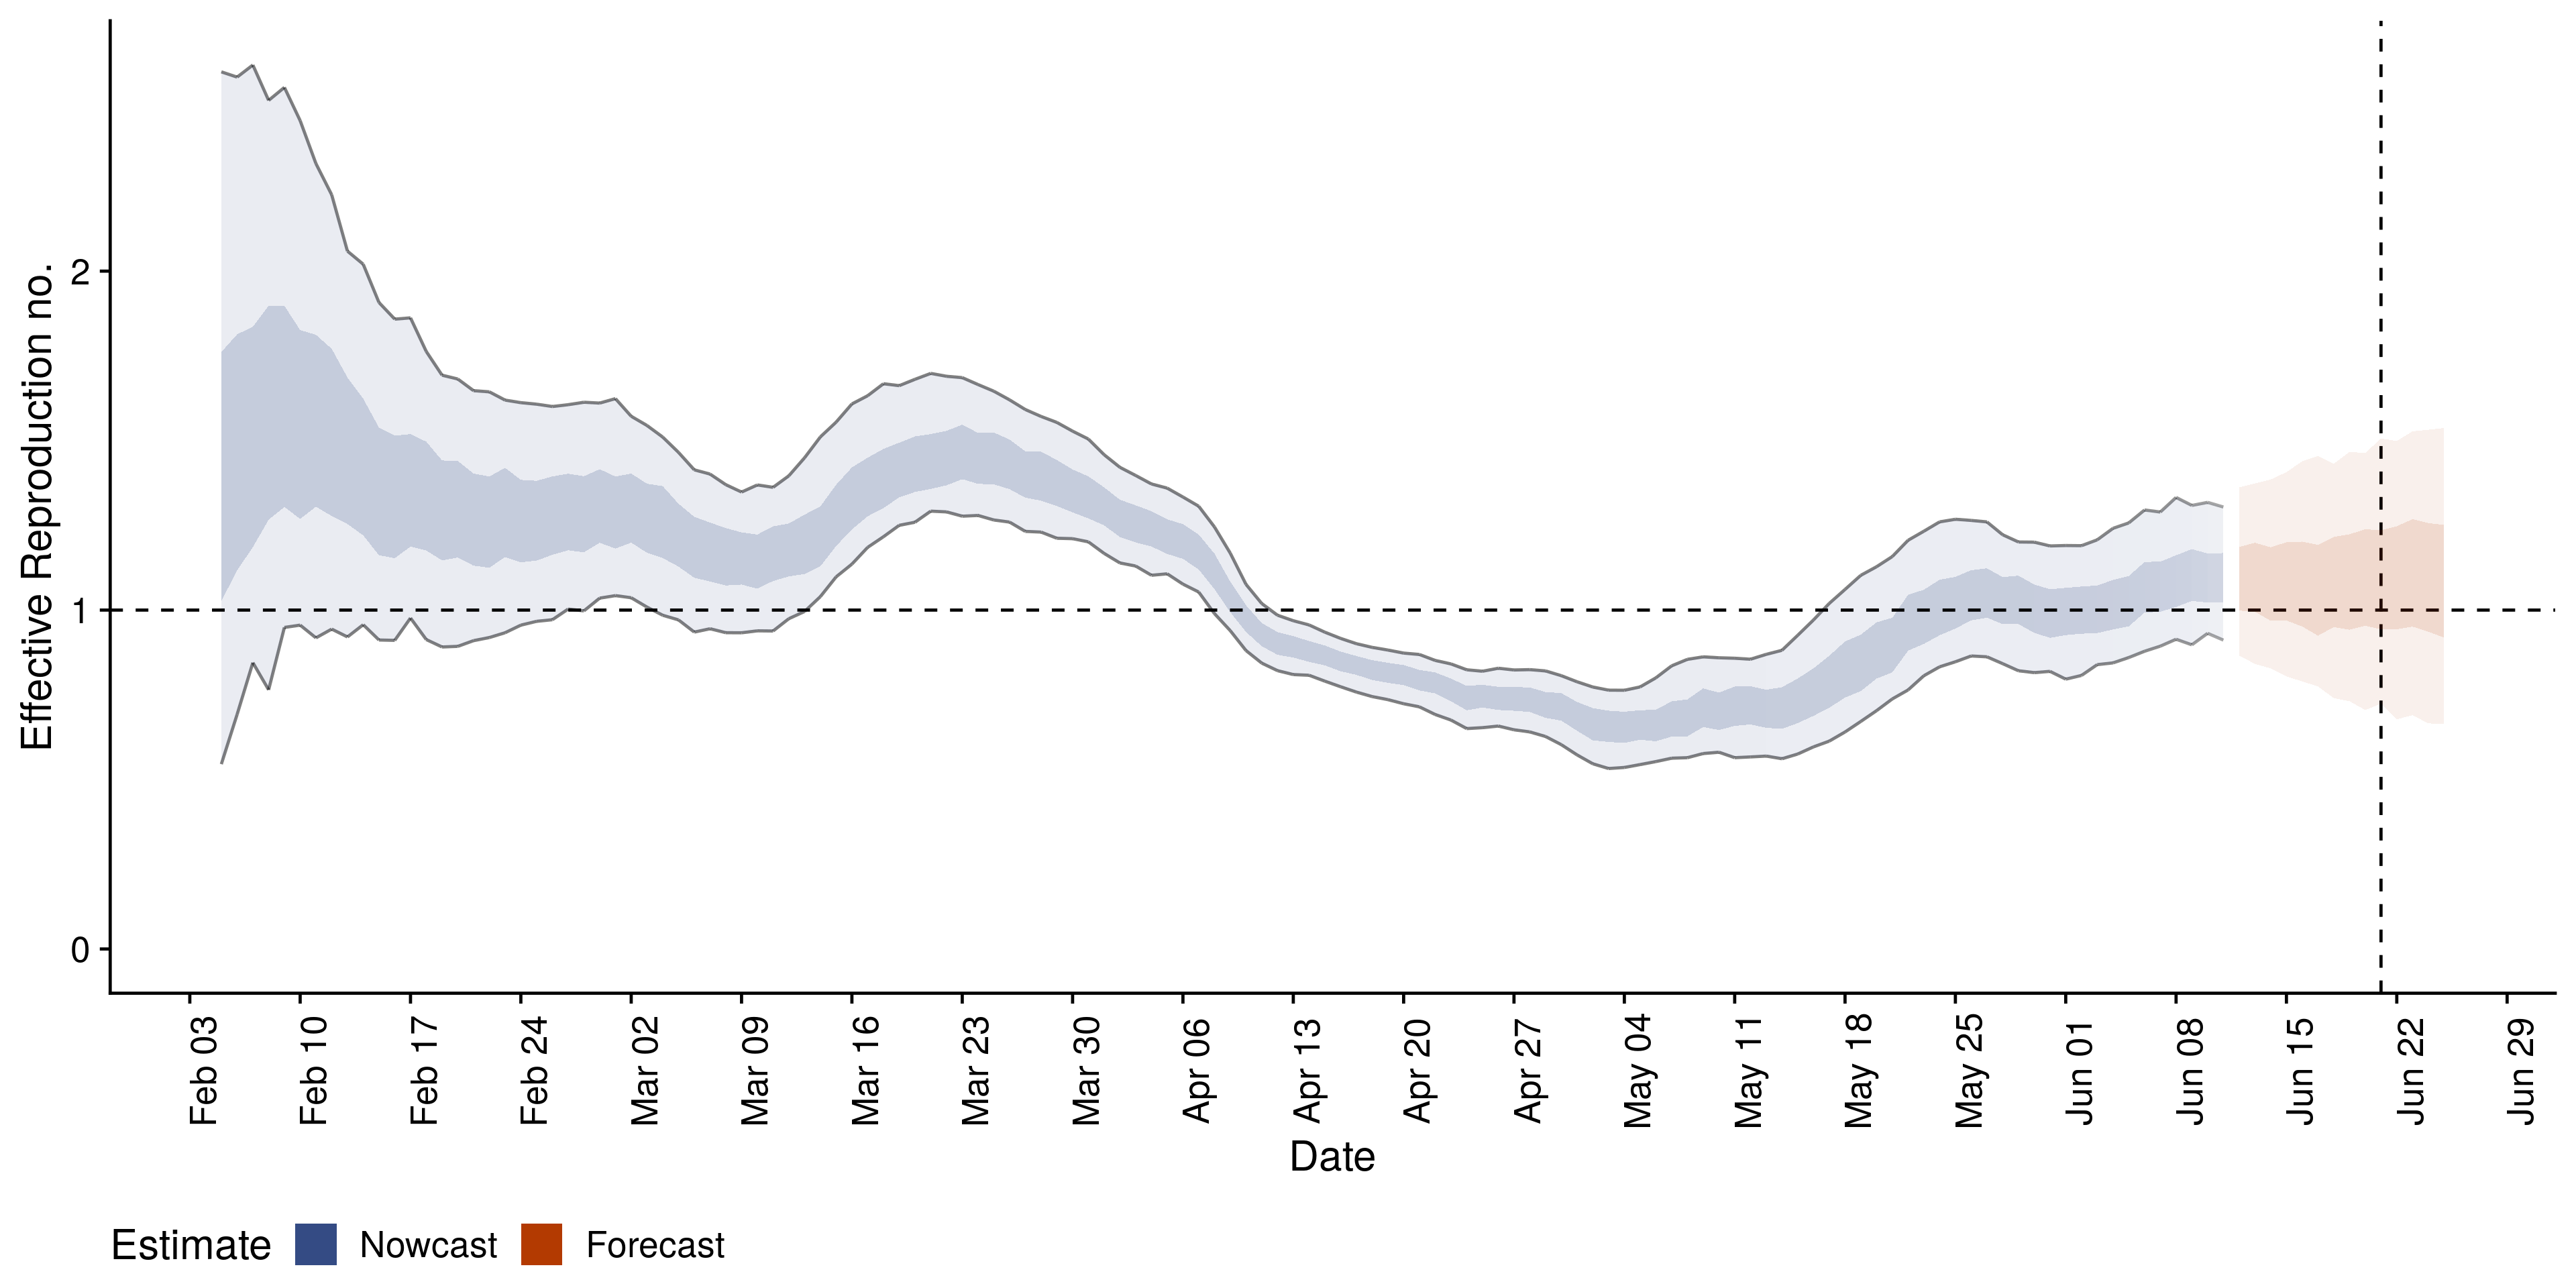 Effective Reproduction no.
2
1
0
Feb 03
Feb 10
Feb 17
Feb 24
Mar 02
Mar 09
Mar 16
Mar 23
Mar 30
Apr 06
Apr 13
Apr 20
Apr 27
May 04
May 11
May 18
May 25
Jun 01
Jun 08
Jun 15
Jun 22
Jun 29
Date
Estimate Nowcast Forecast